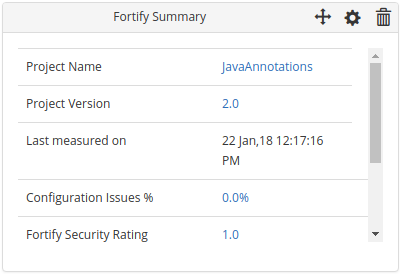 Fortify Summary
Project Name JavaAnnotations
Project Version 2.0
Last measured on 22 Jan,18 12:17:16
PM
Configuration Issues % 0.0%
Fortify Security Rating 1.0